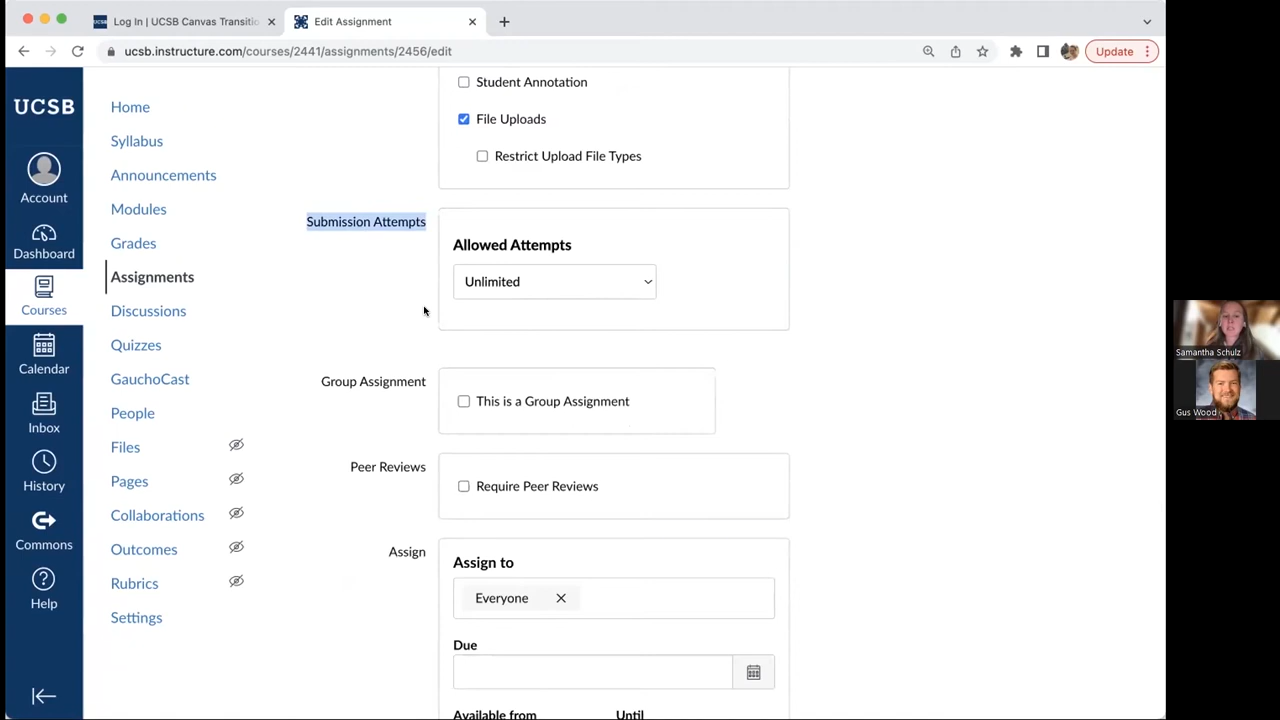 Log In | UCSB Canvas Transitio
Edit Assignment
ucsb.instructure.com/courses/2441/assignments/2456/edit
Update
UCSB
Account
Dashboard
Courses
Calendar
Inbox
History
Commons
Help
Home
Syllabus
Announcements
Modules
Grades
Assignments
Discussions
Quizzes
GauchoCast
People
Files
Pages
Collaborations
Outcomes
Rubrics
Settings
Student Annotation
File Uploads
Restrict Upload File Types
Submission Attempts
Allowed Attempts
Unlimited
Group Assignment
This is a Group Assignment
Peer Reviews
Require Peer Reviews
Assign
Assign to
Everyone
Due
Available from Until
Samantha Schulz
Gus Wood